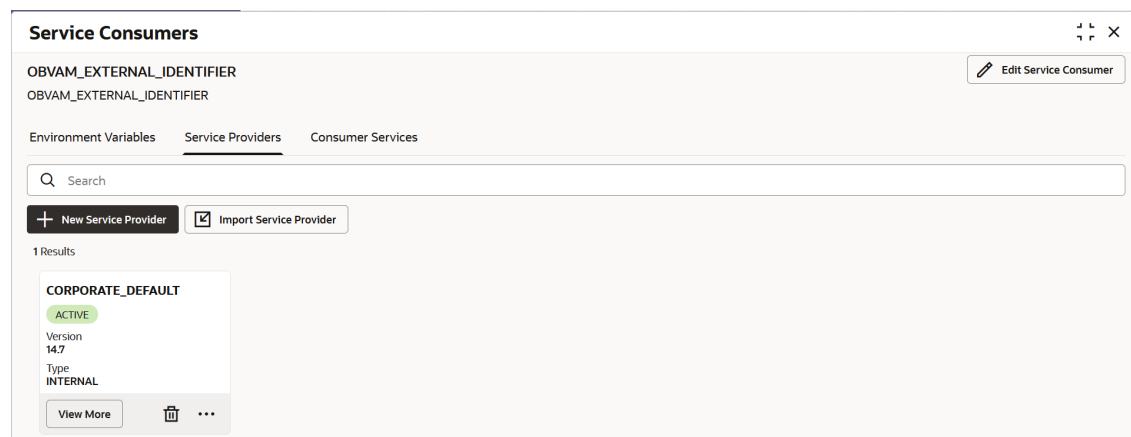 Service Consumers
OBVAM_EXTERNAL_IDENTIFIER
Edit Service Consumer
OBVAM_EXTERNAL_IDENTIFIER
Environment Variables Service Providers Consumer Services
Search
New Service Provider Import Service Provider
1 Results
CORPORATE_DEFAULT
ACTIVE
Version
14.7
Type
INTERNAL
View More